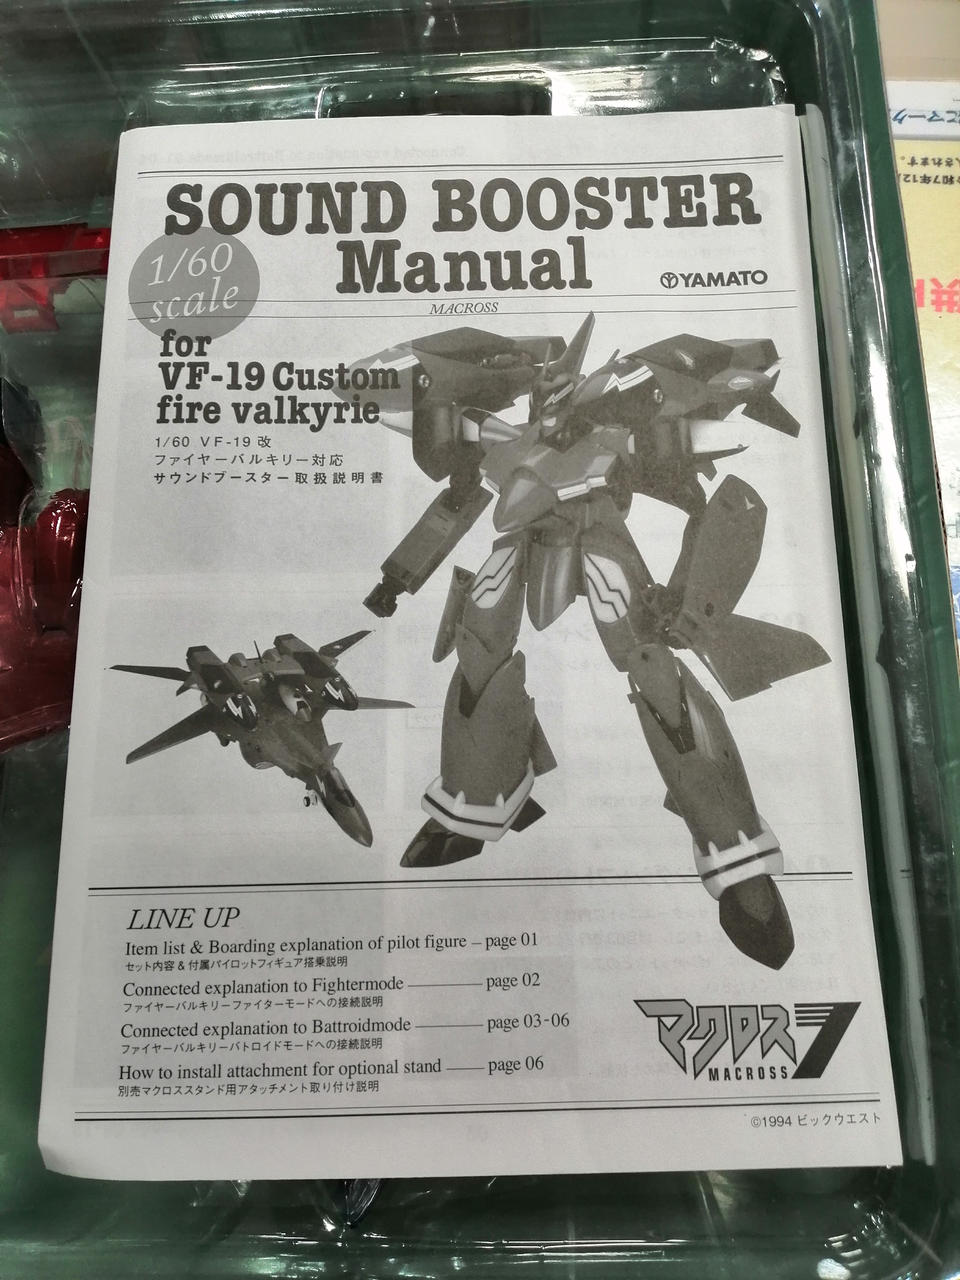 SOUND BOOSTER
Manual
1/60
scale
YAMATO
MACROSS
for
VF-19 Custom
fire valkyrie
1/60 VF-19 改
ファイヤーバルキリー対応
サウンドブースター取扱説明書
LINE UP
Item list & Boarding explanation of pilot figure – page 01
セット内容&付属パイロットフィギュア搭乗説明
Connected explanation to Fightermode ——— page 02
ファイヤーバルキリーファイターモードへの接続説明
Connected explanation to Battroidmode ——— page 03-06
ファイヤーバルキリーバトロイドモードへの接続説明
How to install attachment for optional stand —— page 06
別売マクロススタンド用アタッチメント取り付け説明
マクロス7
MACROSS
©1994 ビックウエスト